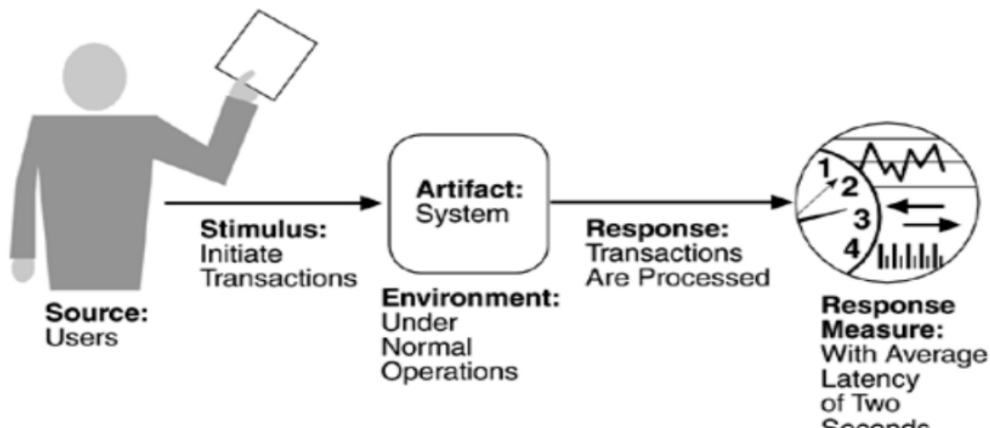 Source:
Users
Stimulus:
Initiate
Transactions
Artifact:
System
Environment:
Under
Normal
Operations
Response:
Transactions
Are Processed
1
2
3
4
Response
Measure:
With Average
Latency
of Two
Seconds